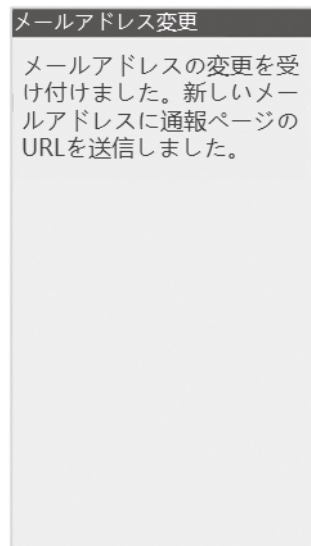 メールアドレス変更
メールアドレスの変更を受
け付けました。新しいメー
ルアドレスに通報ページの
URLを送信しました。